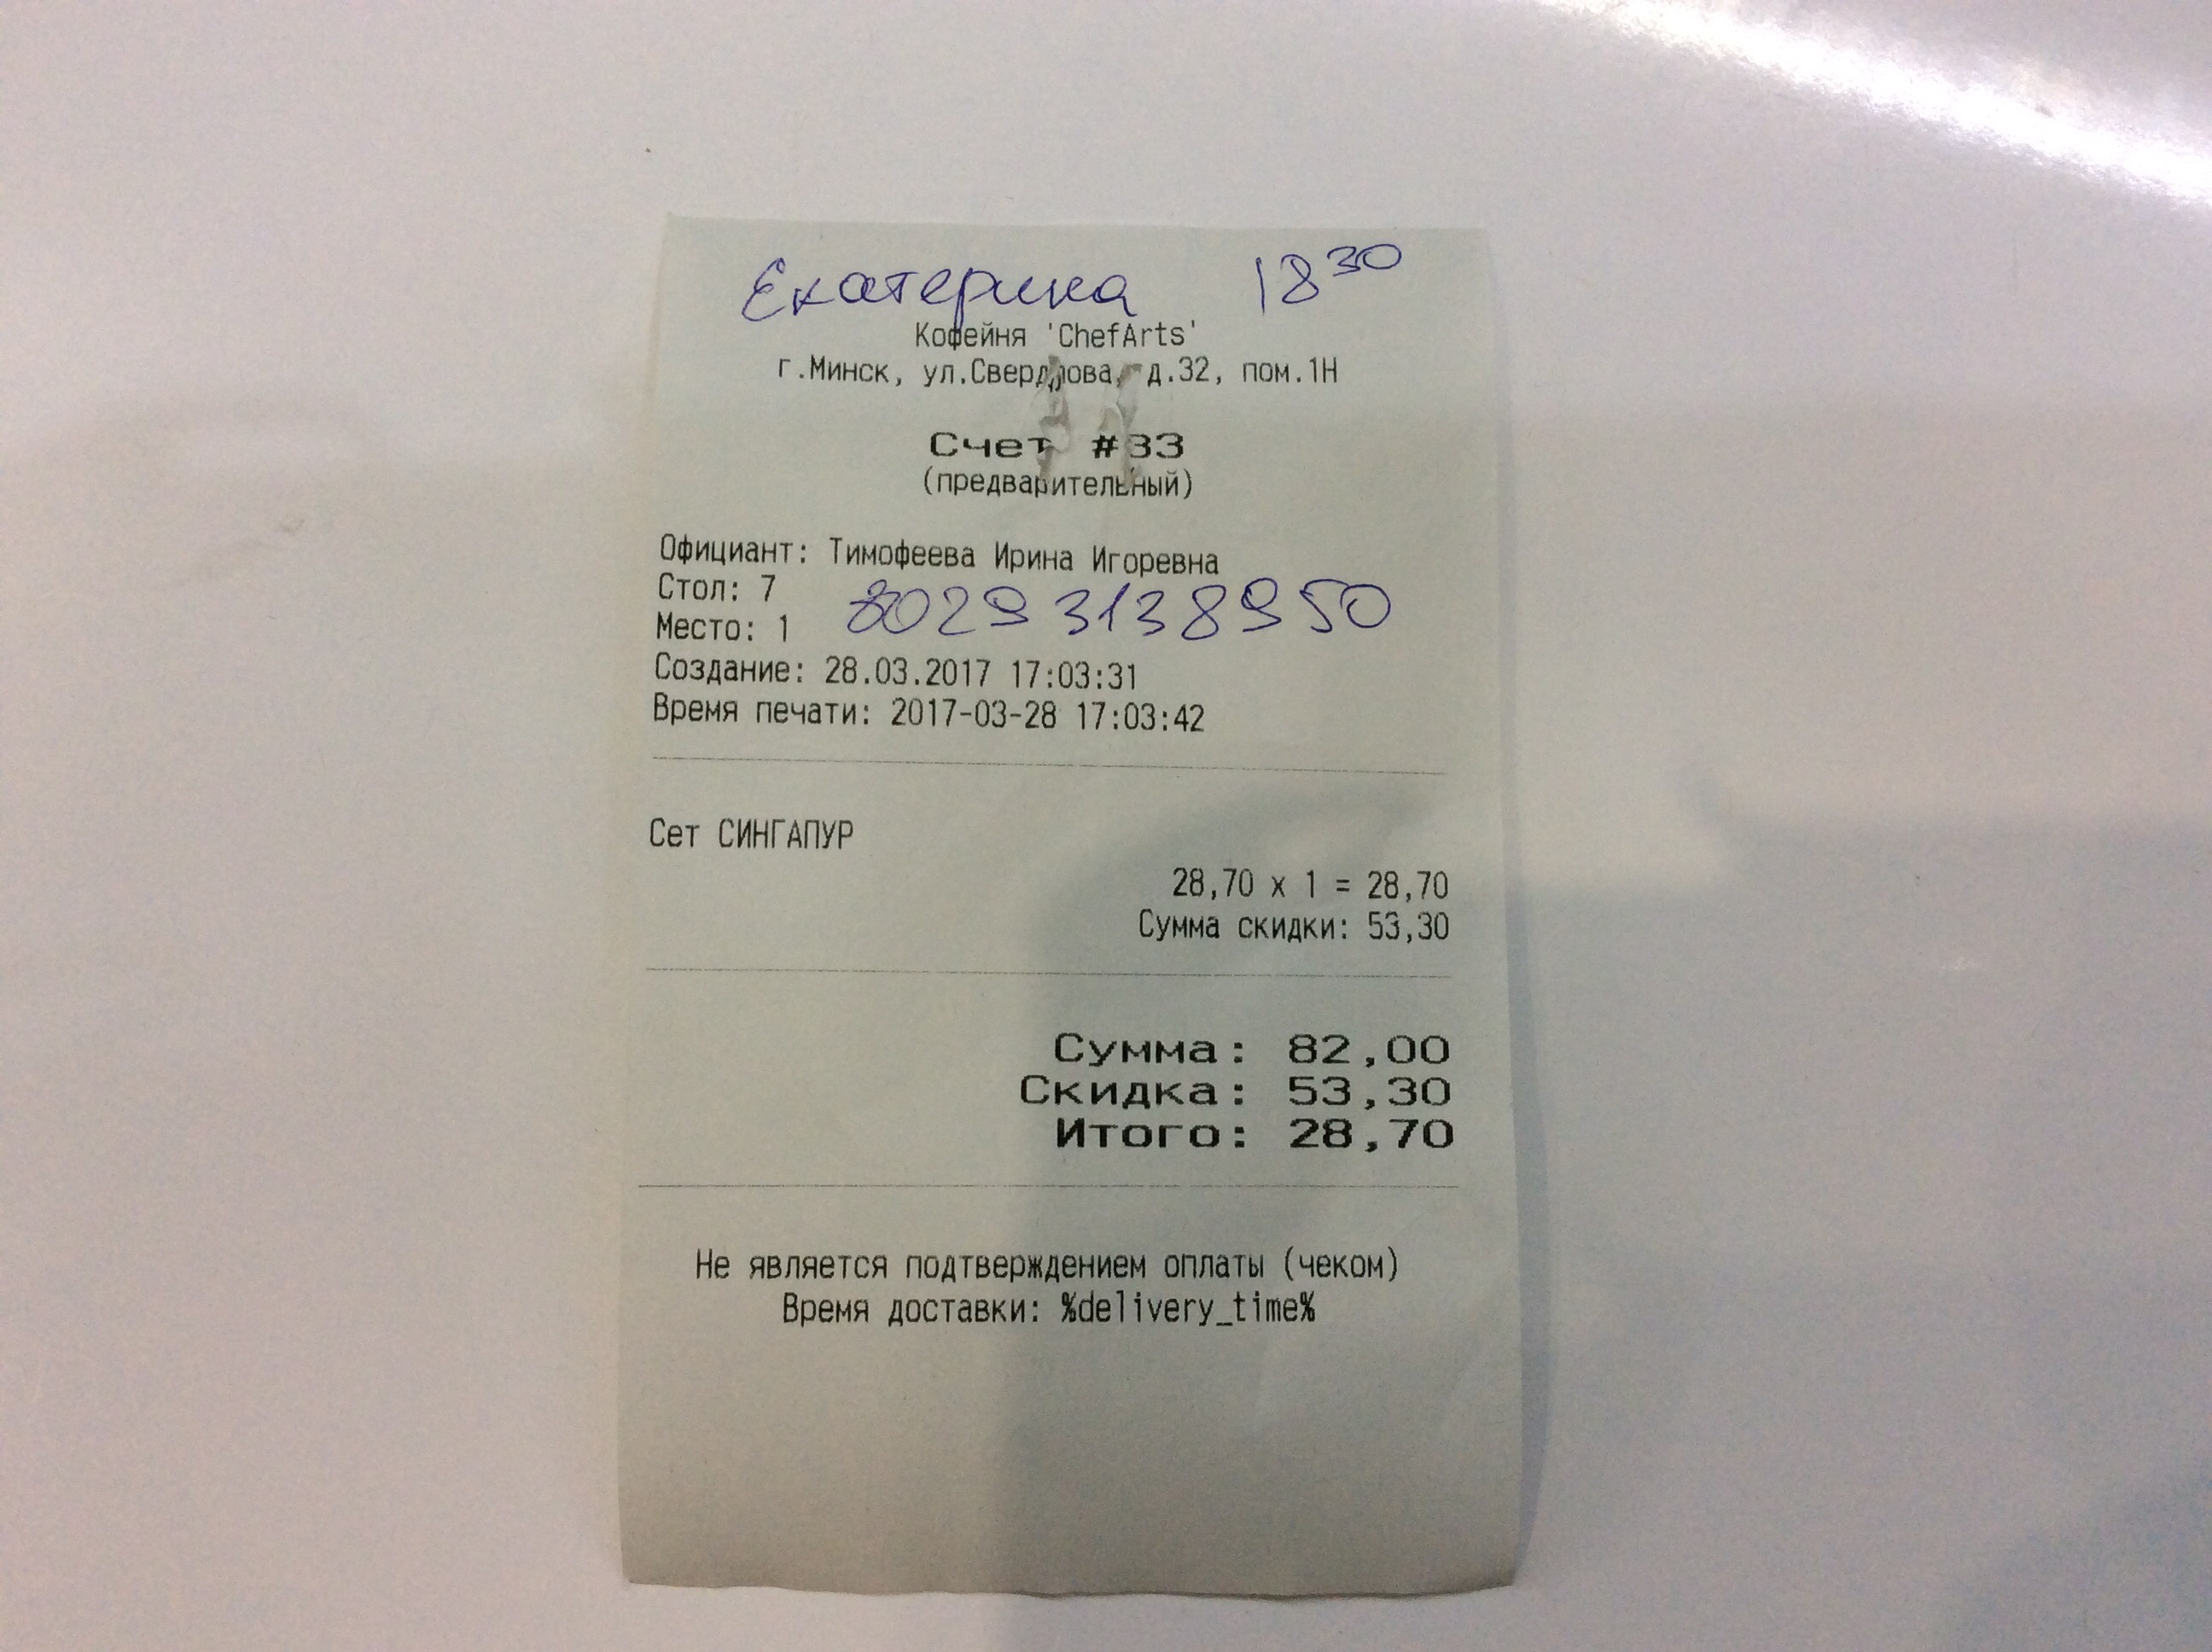 Екатерина 18 30
Кофейня 'ChefArts'
г.Минск, ул.Свердлова, д.32, пом.1Н
Счет #33
(предварительный)
Официант: Тимофеева Ирина Игоревна
Стол: 7
80293138950
Место: 1
Создание: 28.03.2017 17:03:31
Время печати: 2017-03-28 17:03:42
Сет СИНГАПУР
28,70 x 1 = 28,70
Сумма скидки: 53,30
Сумма: 82,00
Скидка: 53,30
Итого: 28,70
Не является подтверждением оплаты (чеком)
Время доставки: %delivery_time%